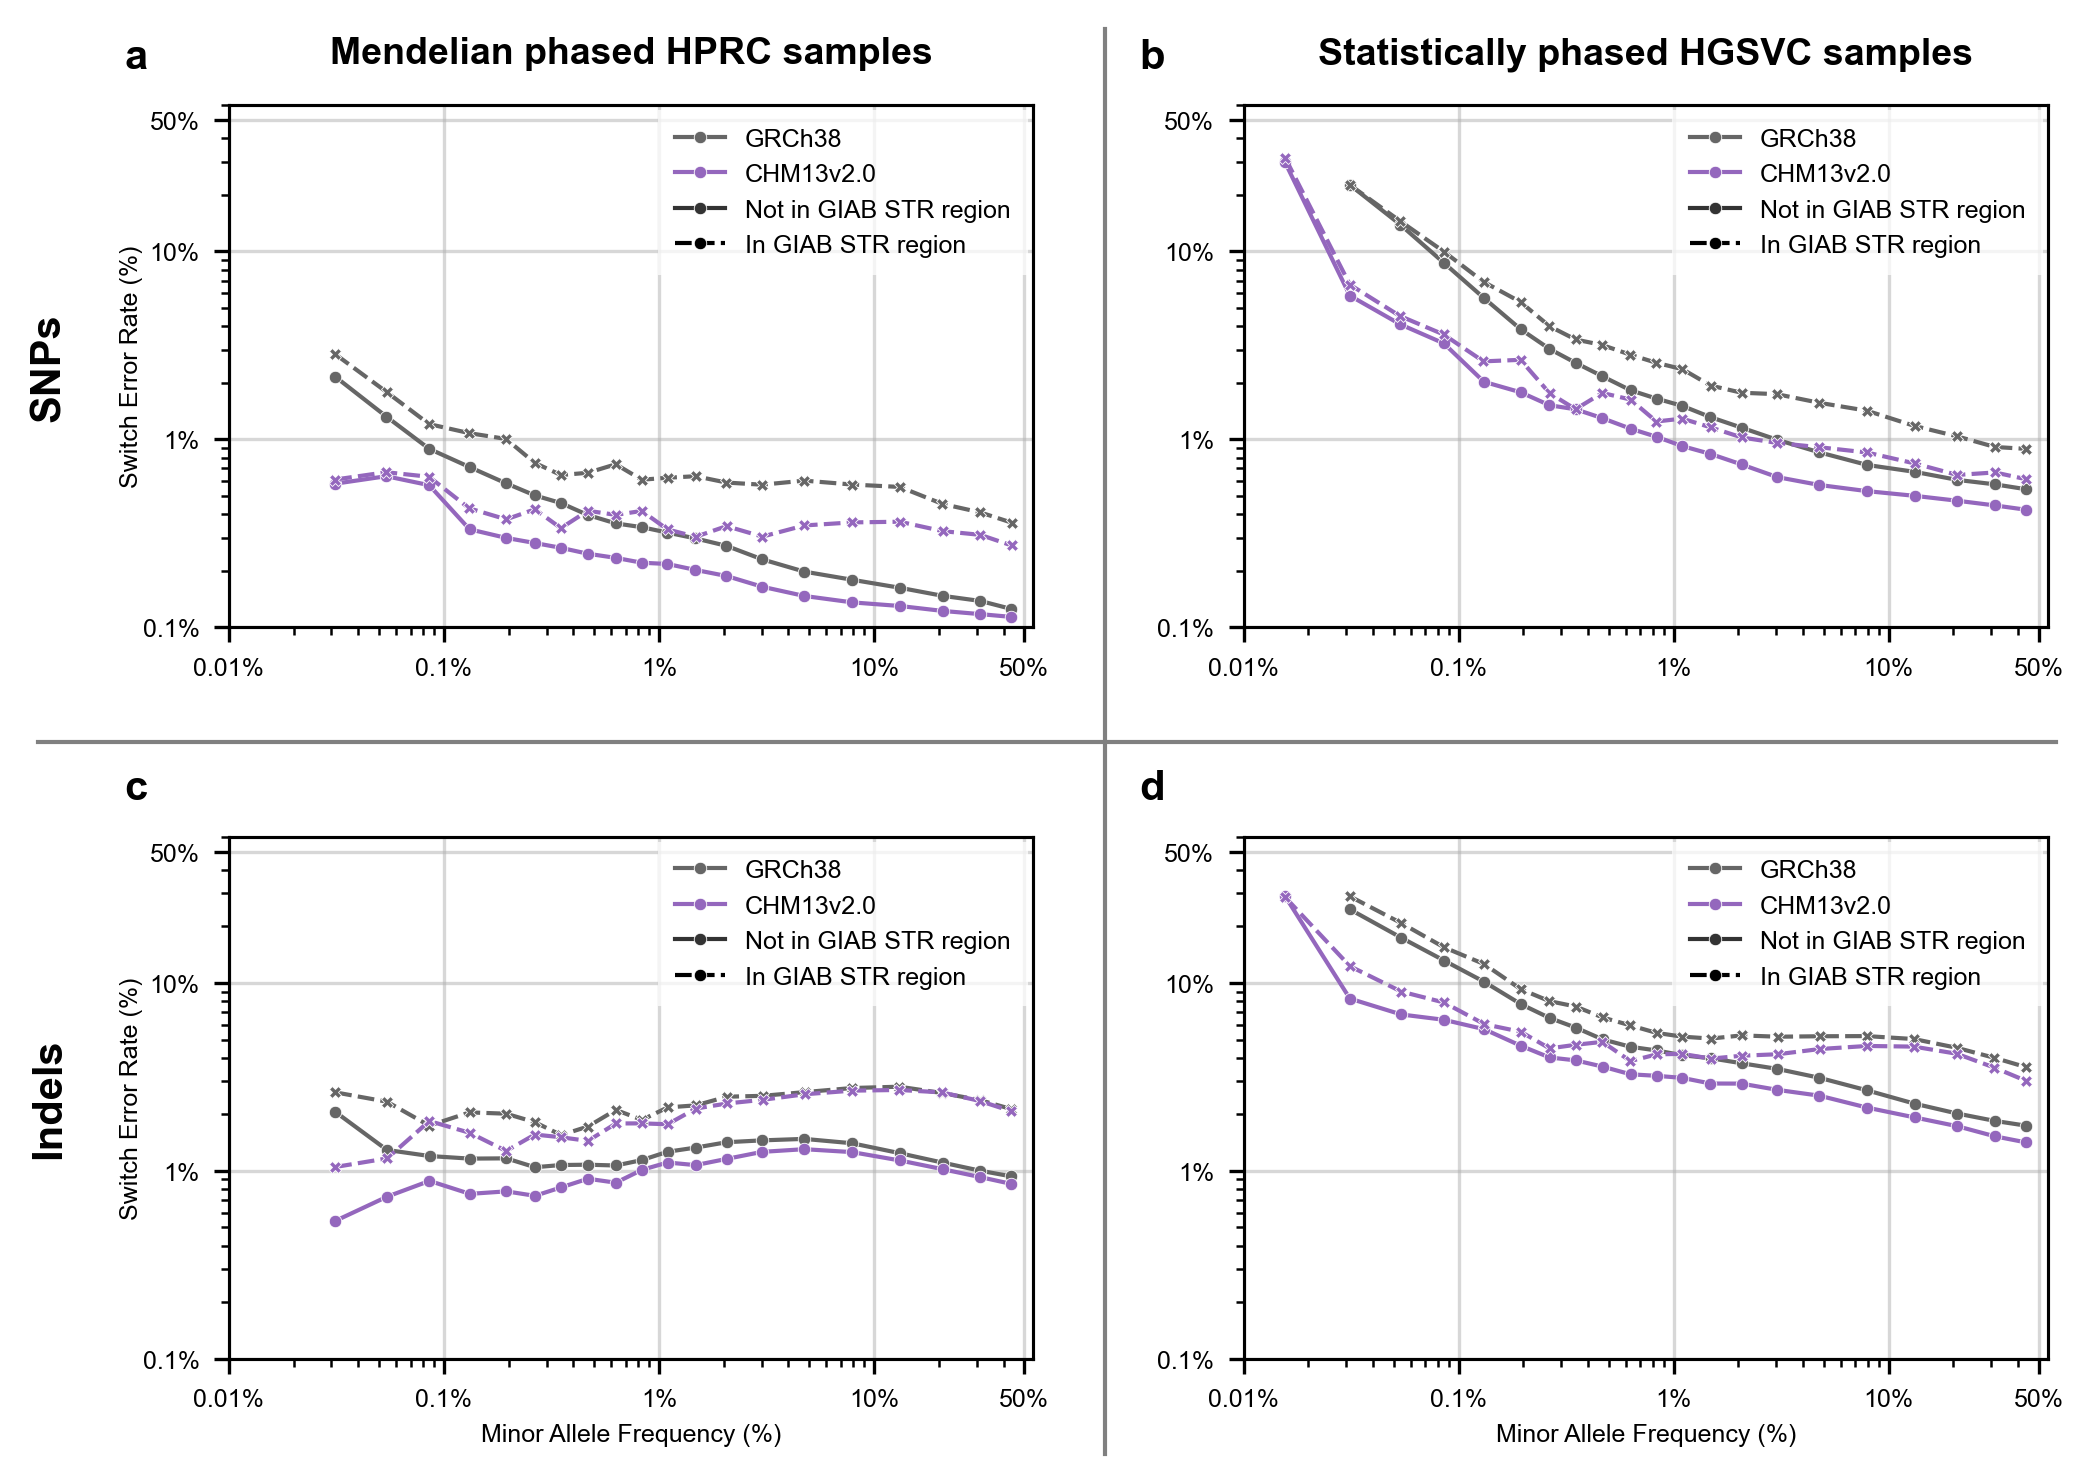 a
Mendelian phased HPRC samples
b
Statistically phased HGSVC samples
SNPs
Switch Error Rate (%)
50%
10%
1%
0.1%
0.01%
0.1%
1%
10%
50%
GRCh38
CHM13v2.0
Not in GIAB STR region
In GIAB STR region
50%
10%
1%
0.1%
0.01%
0.1%
1%
10%
50%
GRCh38
CHM13v2.0
Not in GIAB STR region
In GIAB STR region
c
d
Indels
Switch Error Rate (%)
50%
10%
1%
0.1%
0.01%
0.1%
1%
10%
50%
GRCh38
CHM13v2.0
Not in GIAB STR region
In GIAB STR region
Minor Allele Frequency (%)
50%
10%
1%
0.1%
0.01%
0.1%
1%
10%
50%
GRCh38
CHM13v2.0
Not in GIAB STR region
In GIAB STR region
Minor Allele Frequency (%)